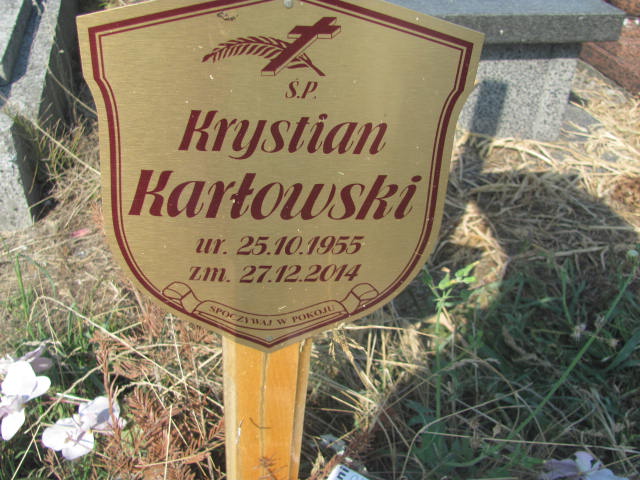 Ś.P.
Krystian
Karłowski
ur. 25.10.1955
zm. 27.12.2014
SPOCZYWAJ W POKOJU